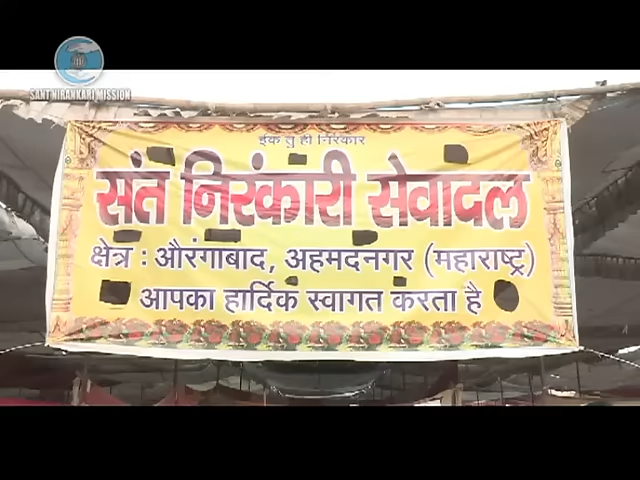 SANT NIRANKARI MISSION
इक तु ही निरंकार
संत निरंकारी सेवादल
क्षेत्र : औरंगाबाद, अहमदनगर (महाराष्ट्र)
आपका हार्दिक स्वागत करता है